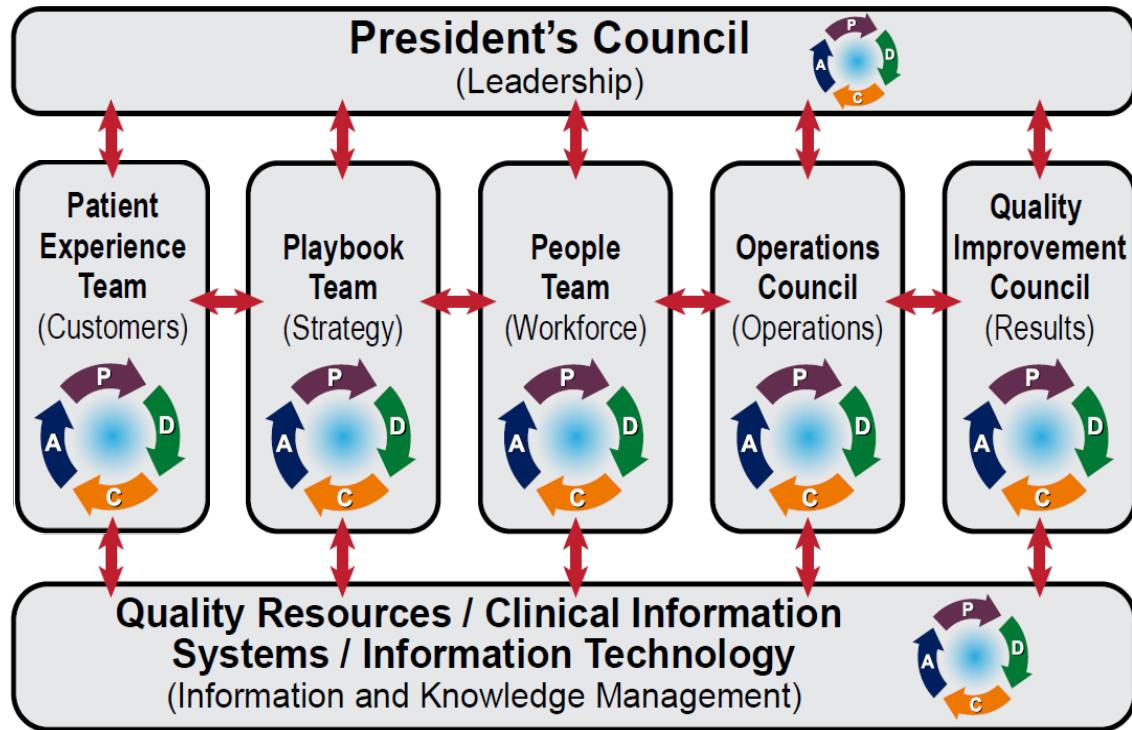 President's Council
(Leadership)
P
D
C
A
Patient
Experience
Team
(Customers)
P
D
C
A
Playbook
Team
(Strategy)
P
D
C
A
People
Team
(Workforce)
P
D
C
A
Operations
Council
(Operations)
P
D
C
A
Quality
Improvement
Council
(Results)
P
D
C
A
Quality Resources / Clinical Information
Systems / Information Technology
(Information and Knowledge Management)
P
D
C
A